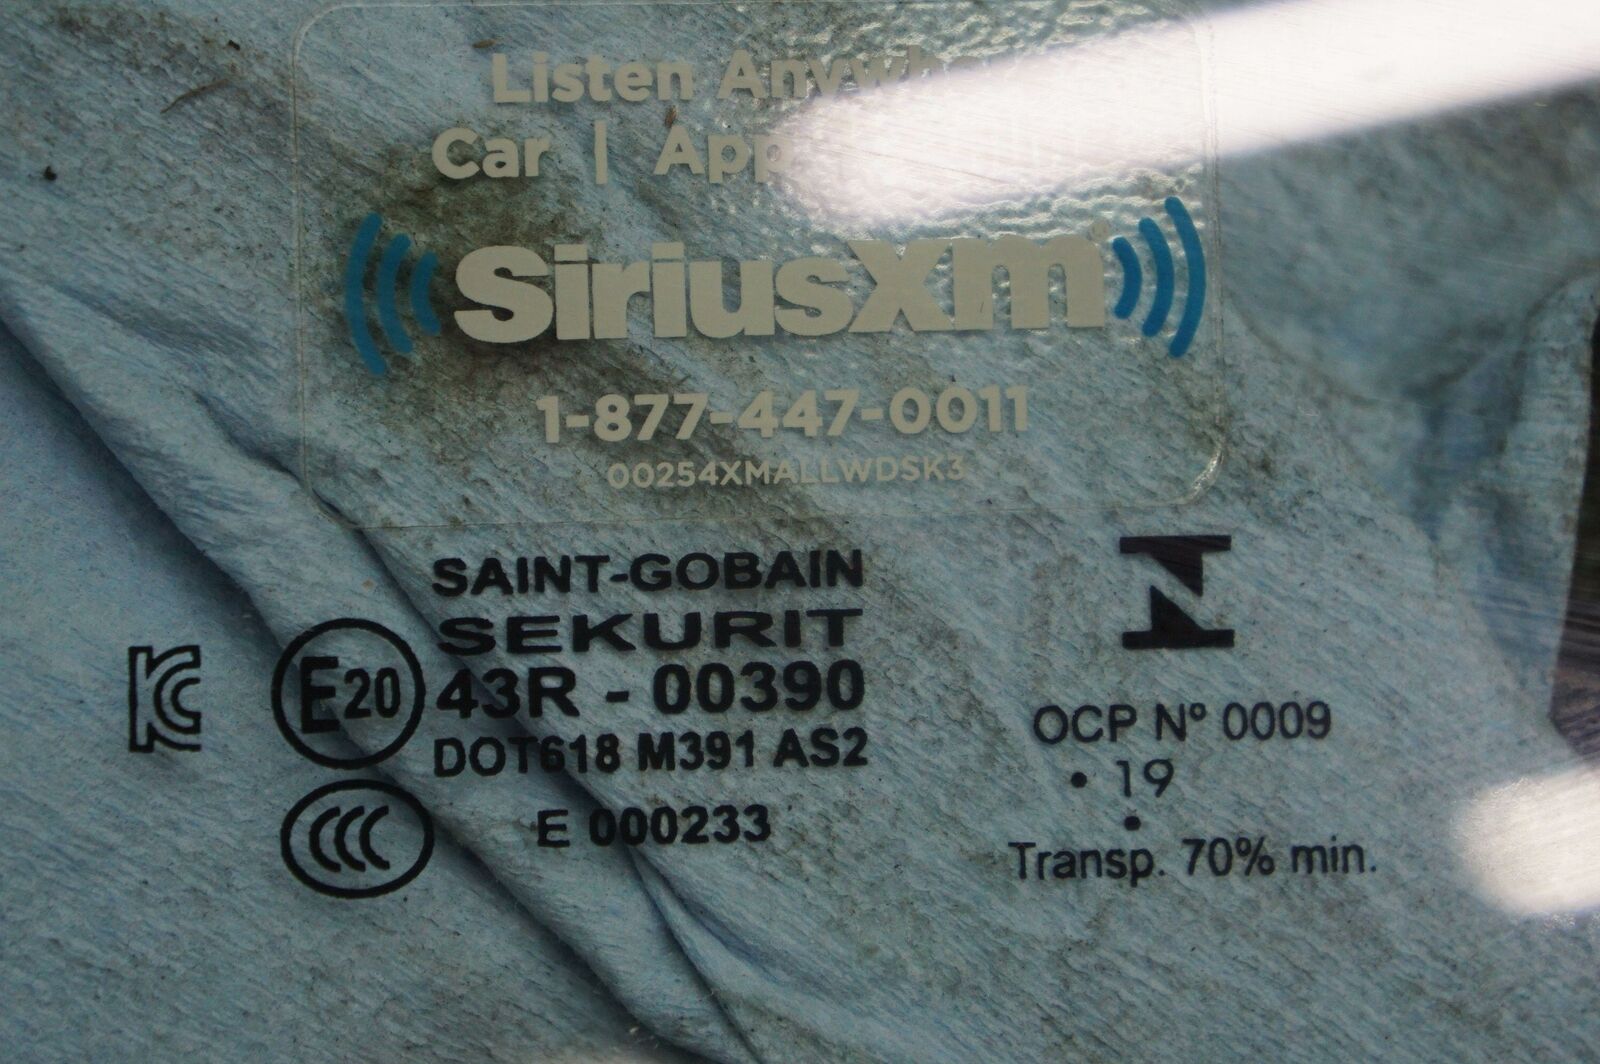 Listen
Car | App
SiriusXM®
1-877-447-0011
00254XMALLWDSK3
SAINT-GOBAIN
SEKURIT
E20 43R - 00390
DOT618 M391 AS2
E 000233
KC
CCC
OCP Nº 0009
• 19
•
Transp. 70% min.